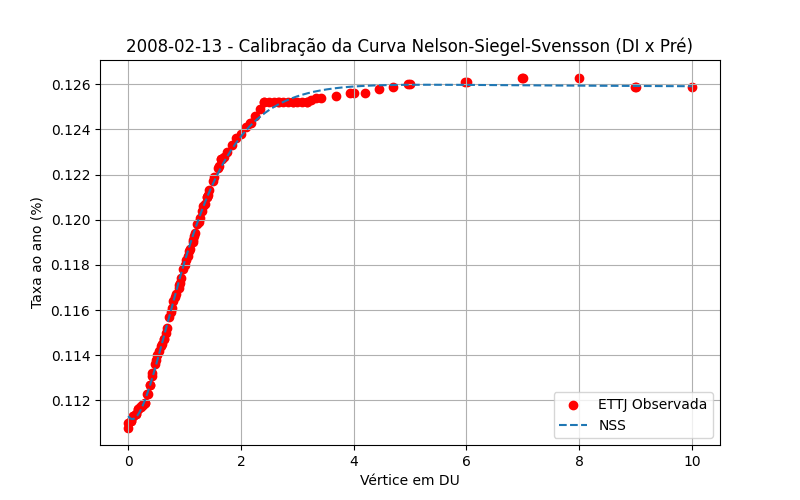 2008-02-13 - Calibração da Curva Nelson-Siegel-Svensson (DI x Pré)
Taxa ao ano (%)
0.126
0.124
0.122
0.120
0.118
0.116
0.114
0.112
ETTJ Observada
NSS
0
2
4
6
8
10
Vértice em DU